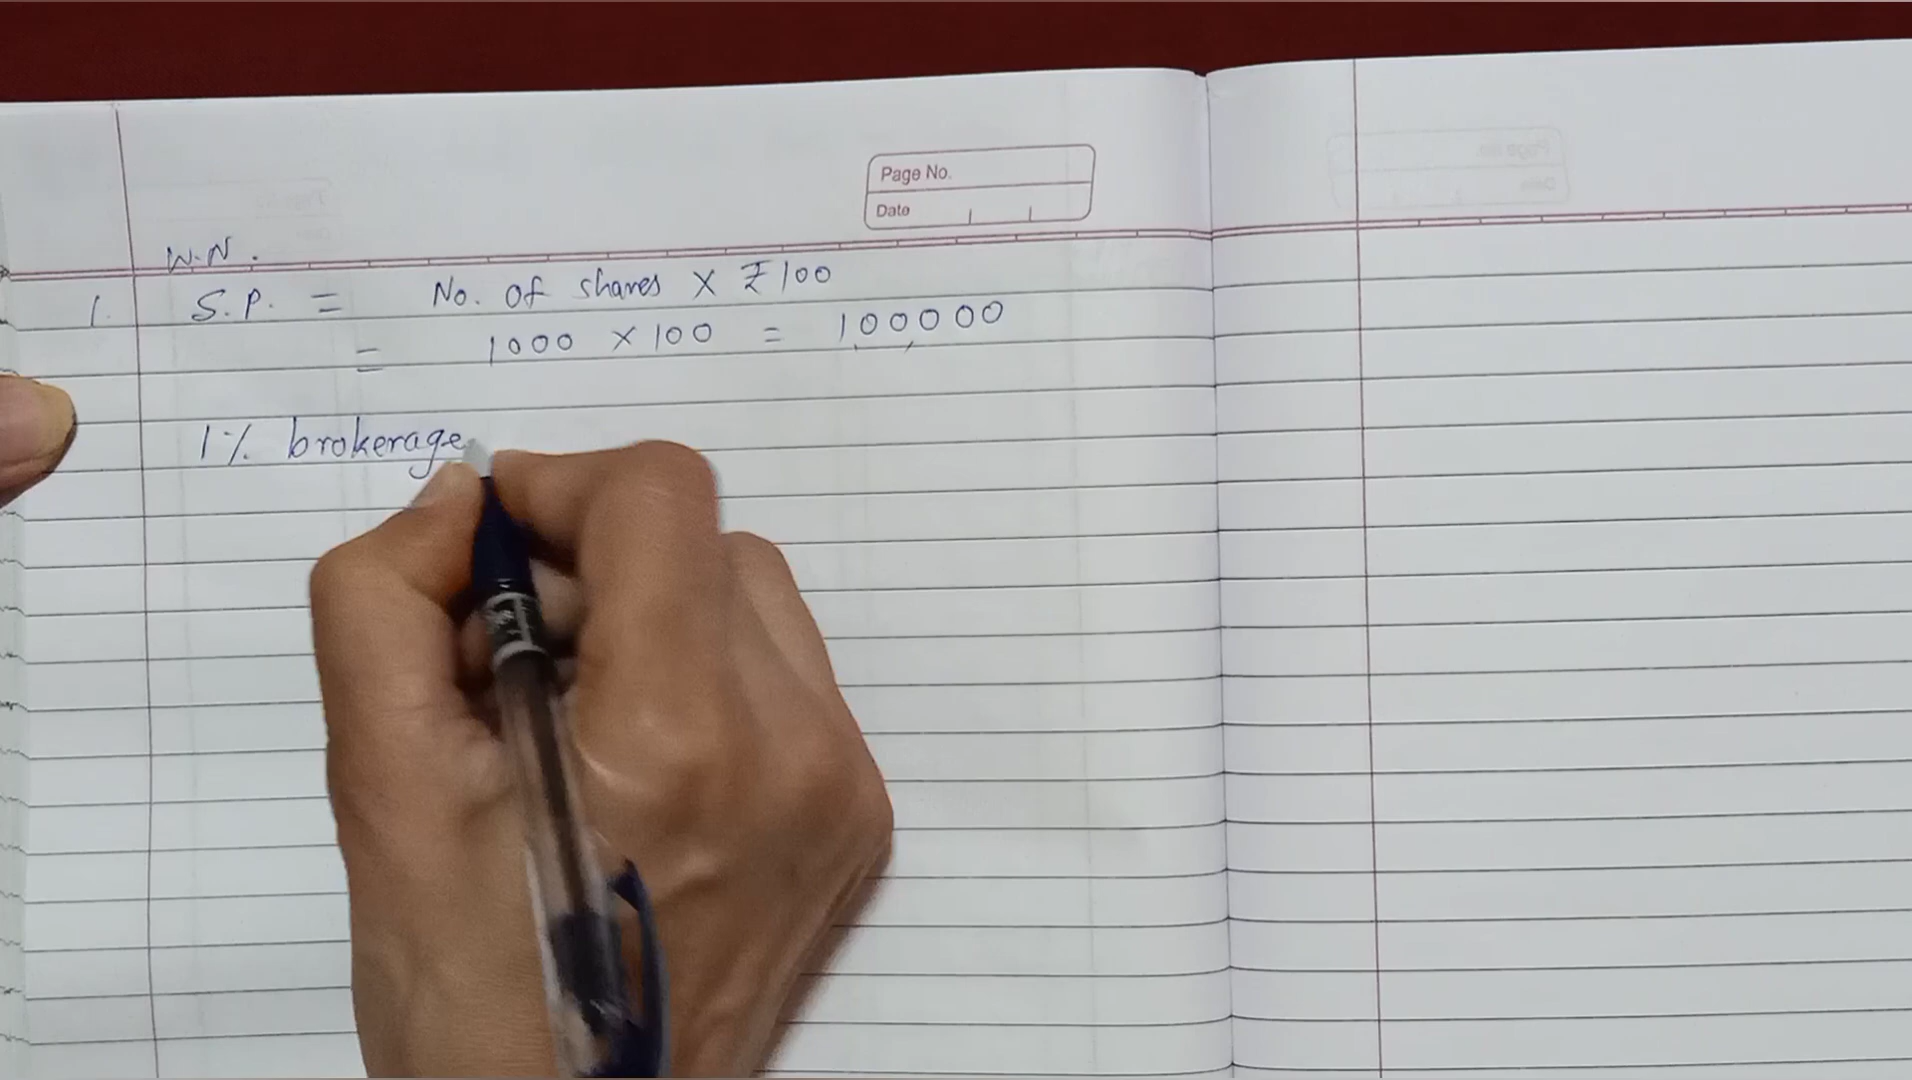 Page No.
Date
W.N.
1. S.P. = No. of shares × ₹100
= 1000 × 100 = 1,00,000
1% brokerage